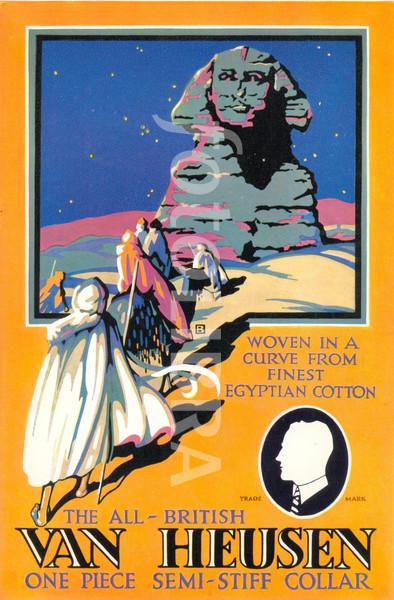 WOVEN IN A
CURVE FROM
FINEST
EGYPTIAN COTTON
TRADE MARK
THE ALL-BRITISH
VAN HEUSEN
ONE PIECE SEMI-STIFF COLLAR